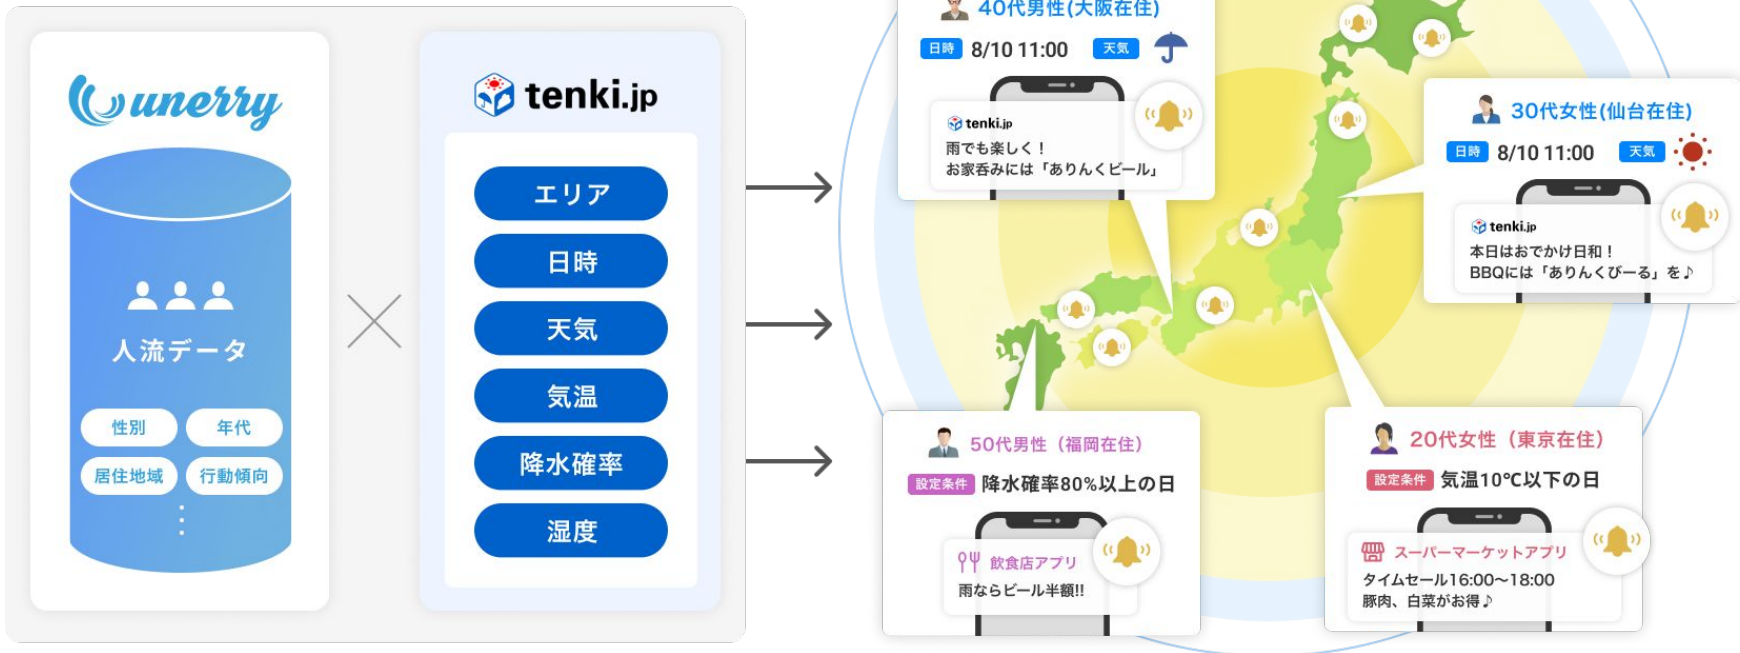 unerry
人流データ
性別
年代
居住地域
行動傾向
tenki.jp
エリア
日時
天気
気温
降水確率
湿度
40代男性(大阪在住)
日時 8/10 11:00 天気
tenki.jp
雨でも楽しく！
お家呑みには「ありんくビール」
30代女性(仙台在住)
日時 8/10 11:00 天気
tenki.jp
本日はおでかけ日和！
BBQには「ありんくびーる」を♪
50代男性（福岡在住）
設定条件 降水確率80%以上の日
飲食店アプリ
雨ならビール半額!!
20代女性（東京在住）
設定条件 気温10℃以下の日
スーパーマーケットアプリ
タイムセール16:00〜18:00
豚肉、白菜がお得♪